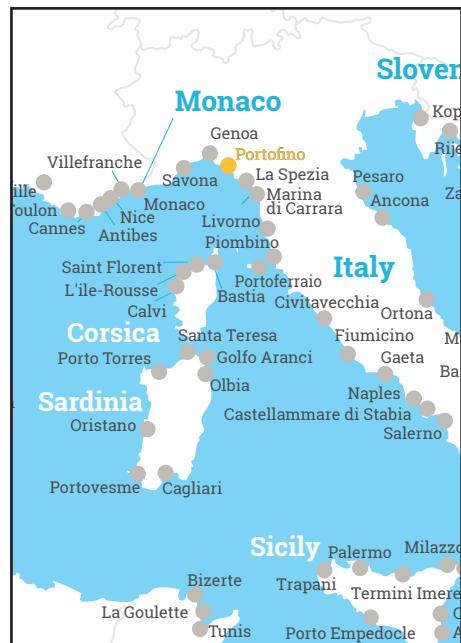 Sloven
Monaco
Kop
Rije
Genoa
Portofino
Villefranche
ille
Savona
La Spezia
Pesaro
Za
Toulon
Nice
Monaco
Marina
di Carrara
Ancona
Cannes
Antibes
Livorno
Piombino
Saint Florent
Italy
L'ile-Rousse
Bastia
Portoferraio
Calvi
Civitavecchia
Ortona
Corsica
Santa Teresa
Fiumicino
Ma
Porto Torres
Golfo Aranci
Gaeta
Ba
Olbia
Naples
Sardinia
Castellammare di Stabia
Oristano
Salerno
Portovesme
Cagliari
Sicily
Palermo
Milazzo
Trapani
Bizerte
Termini Imere
La Goulette
Tunis
Porto Empedocle